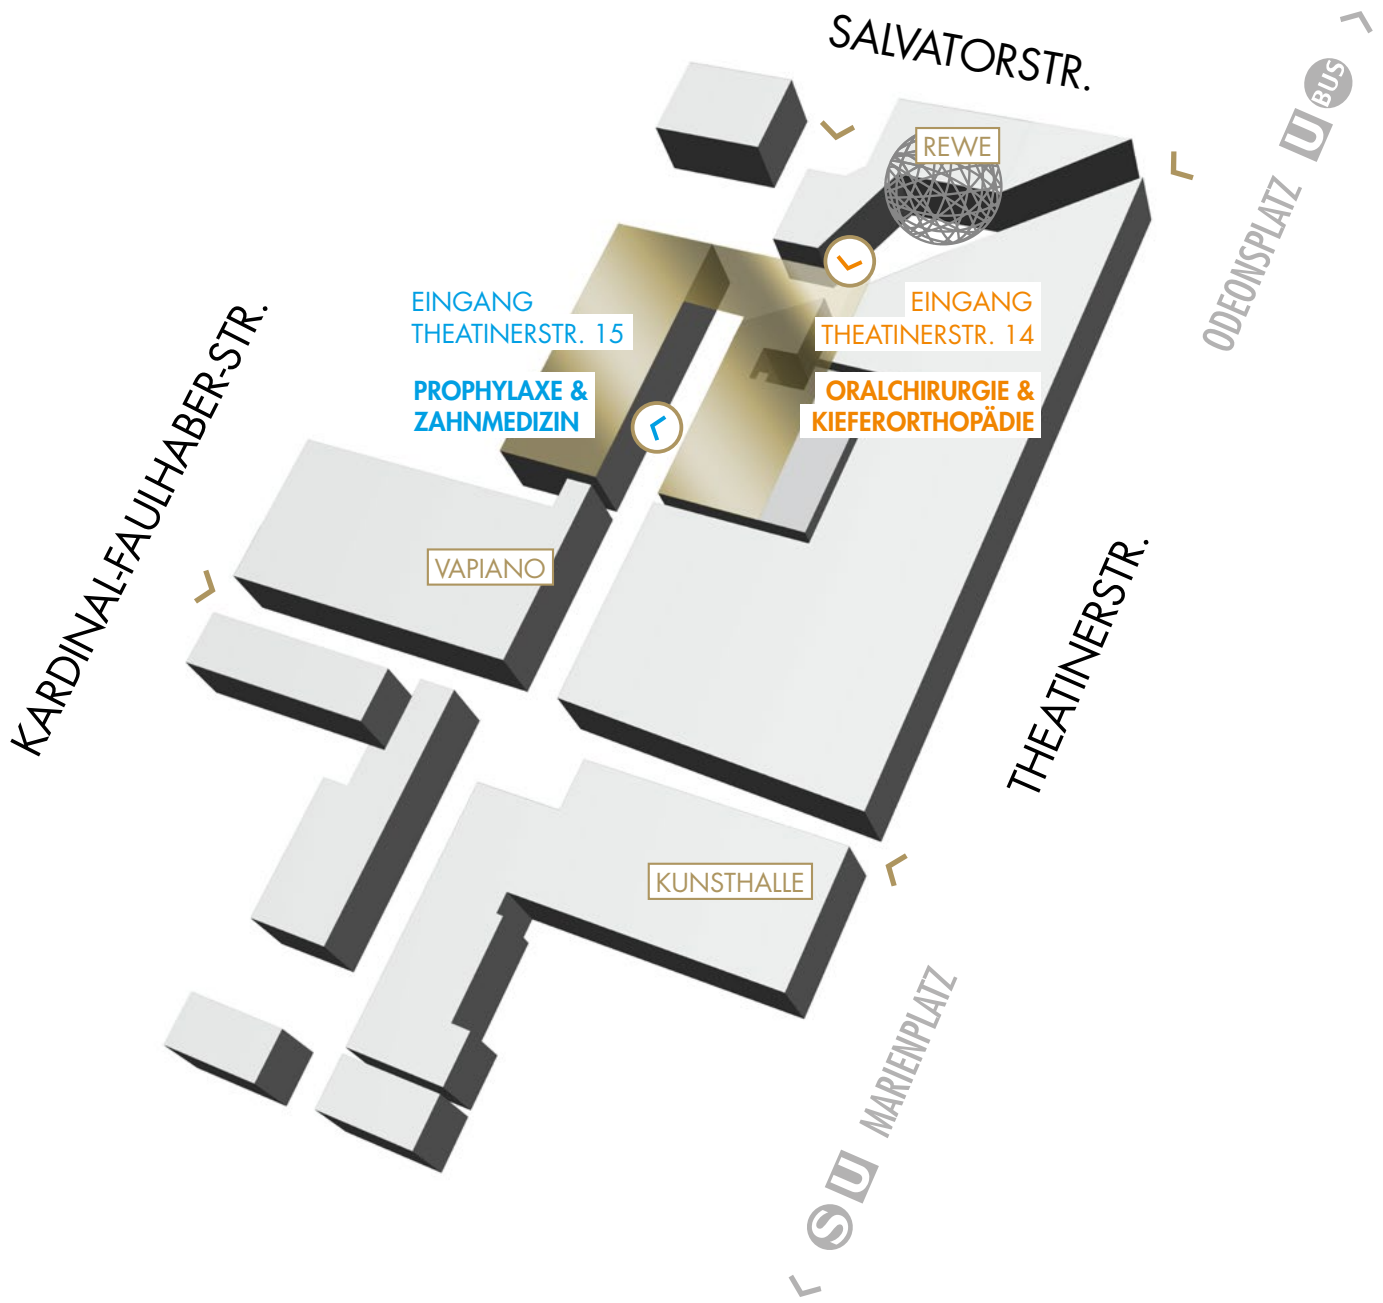 SALVATORSTR.
BUS
U
ODEONSPLATZ
REWE
EINGANG
THEATINERSTR. 15
PROPHYLAXE &
ZAHNMEDIZIN
EINGANG
THEATINERSTR. 14
ORALCHIRURGIE &
KIEFERORTHOPÄDIE
KARDINAL-FAULHABER-STR.
VAPIANO
THEATINERSTR.
KUNSTHALLE
S U MARIENPLATZ